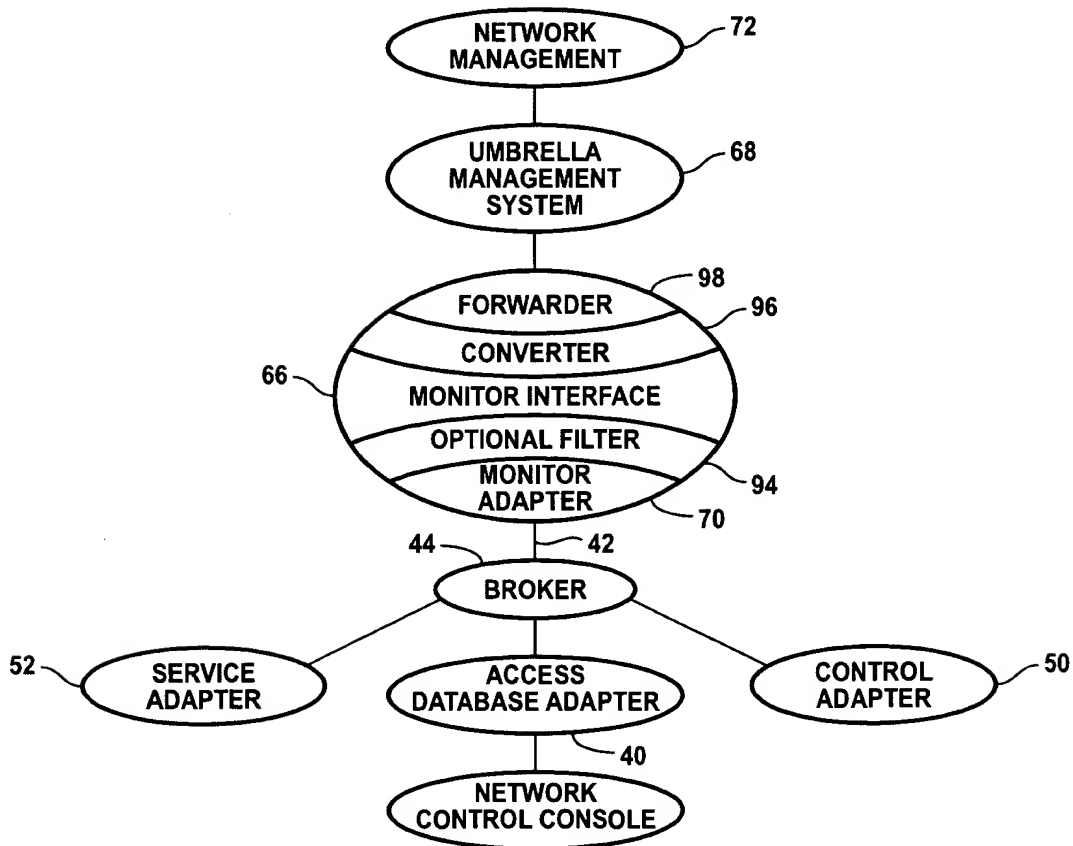 NETWORK
MANAGEMENT
72
UMBRELLA
MANAGEMENT
SYSTEM
68
FORWARDER
98
96
CONVERTER
66
MONITOR INTERFACE
OPTIONAL FILTER
94
MONITOR
ADAPTER
70
42
44
BROKER
52
SERVICE
ADAPTER
ACCESS
DATABASE ADAPTER
40
CONTROL
ADAPTER
50
NETWORK
CONTROL CONSOLE